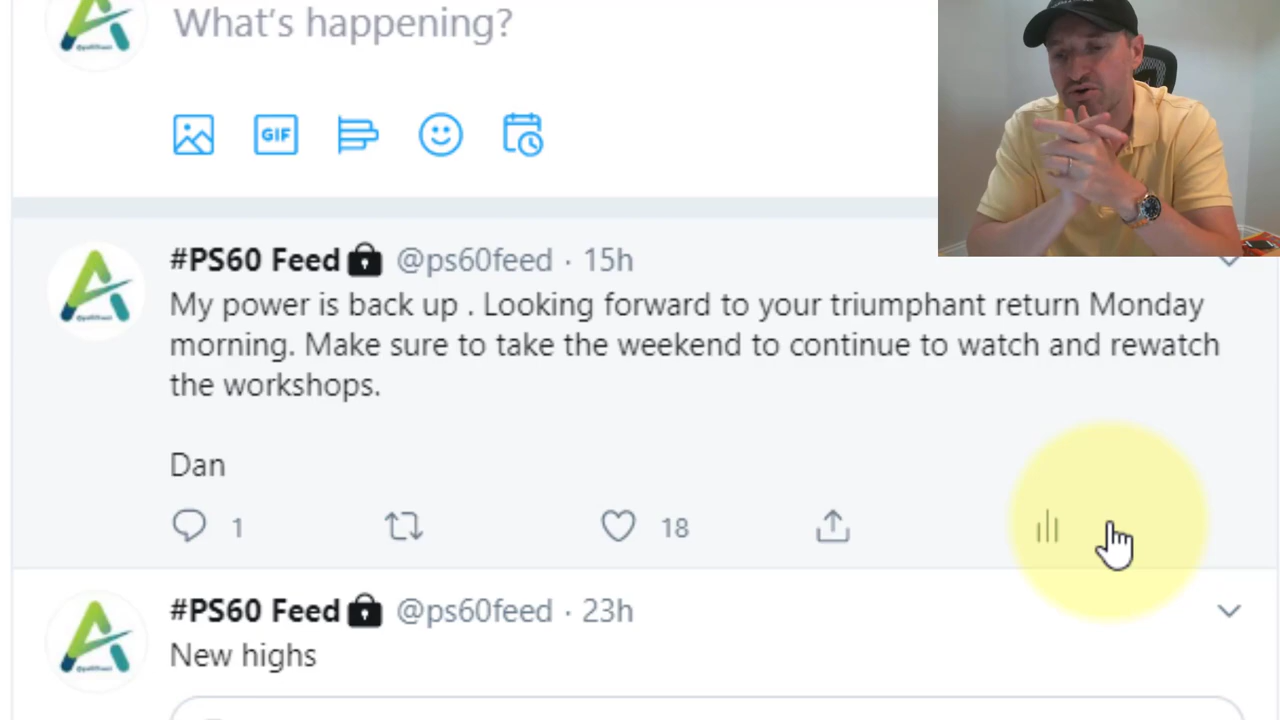 What's happening?
GIF
#PS60 Feed @ps60feed · 15h
My power is back up . Looking forward to your triumphant return Monday
morning. Make sure to take the weekend to continue to watch and rewatch
the workshops.
Dan
1 18
#PS60 Feed @ps60feed · 23h
New highs